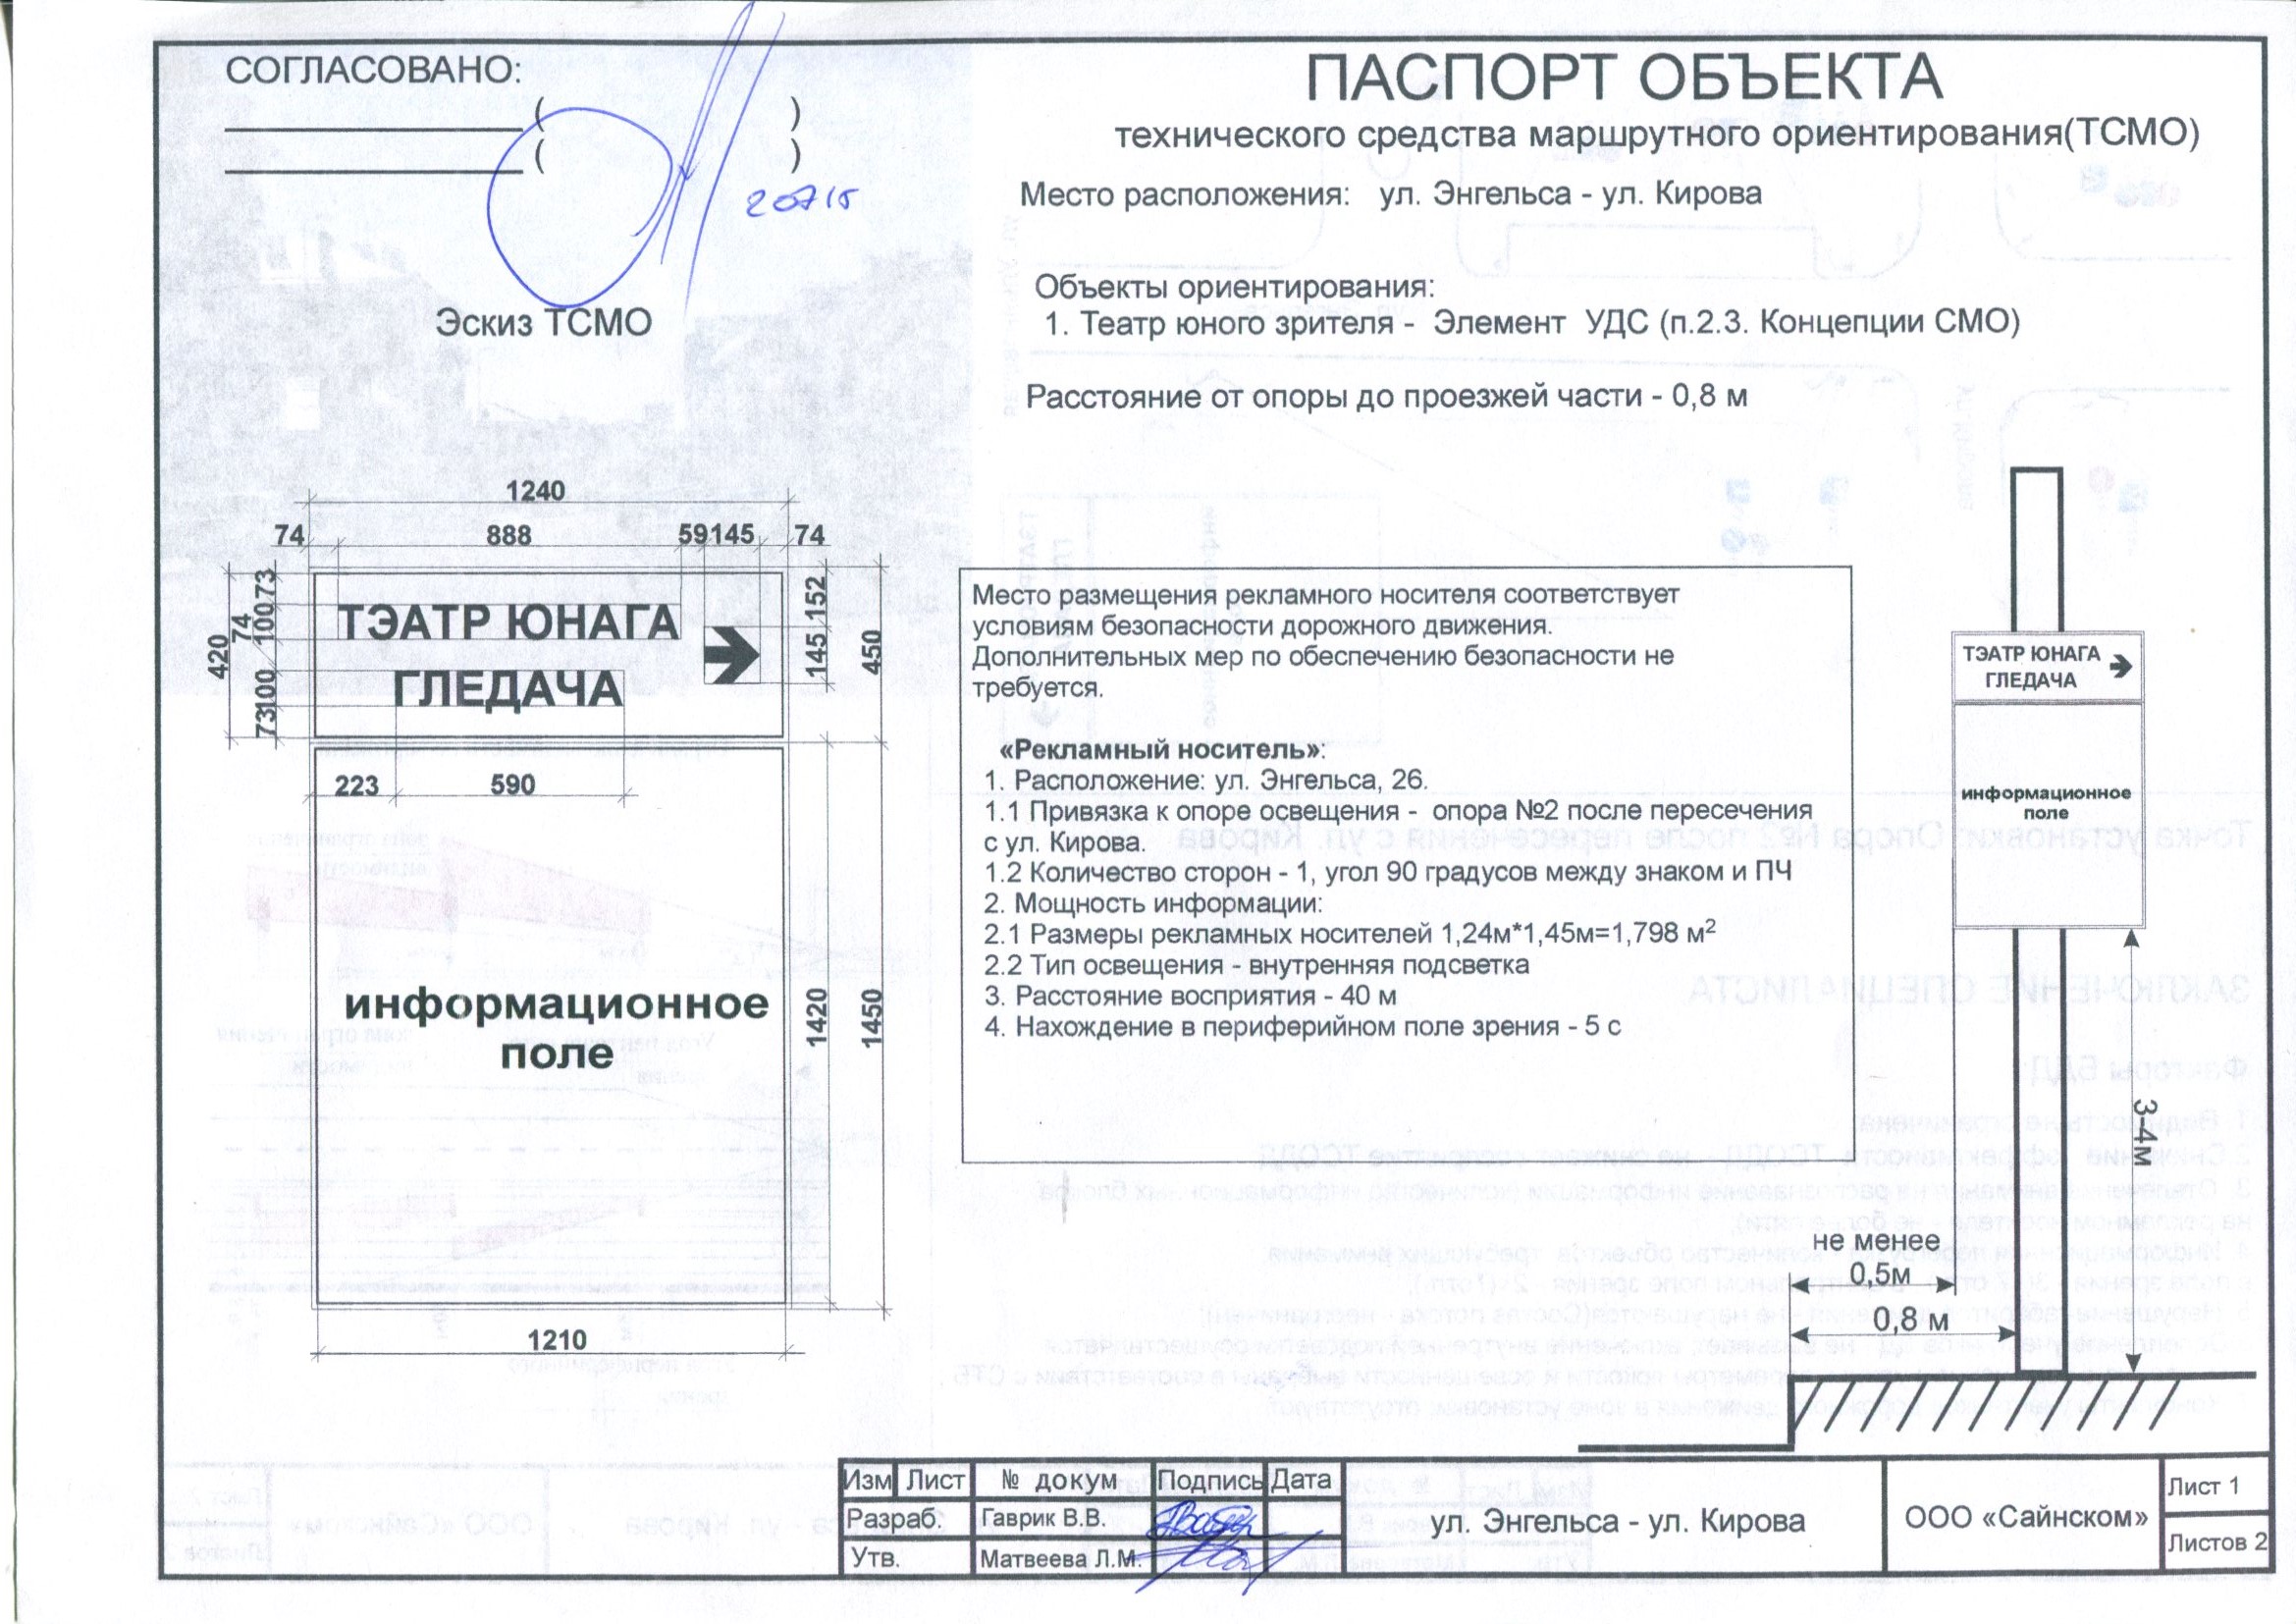 СОГЛАСОВАНО:
( )
( )
20715
ПАСПОРТ ОБЪЕКТА
технического средства маршрутного ориентирования(ТСМО)
Место расположения: ул. Энгельса - ул. Кирова
Объекты ориентирования:
1. Театр юного зрителя - Элемент УДС (п.2.3. Концепции СМО)
Расстояние от опоры до проезжей части - 0,8 м
Эскиз ТСМО
1240
74 888 59 145 74
420
73 100 74 100 73
ТЭАТР ЮНАГА
ГЛЕДАЧА
152
145
450
223 590
информационное
поле
1420
1450
1210
Место размещения рекламного носителя соответствует
условиям безопасности дорожного движения.
Дополнительных мер по обеспечению безопасности не
требуется.
«Рекламный носитель»:
1. Расположение: ул. Энгельса, 26.
1.1 Привязка к опоре освещения - опора №2 после пересечения
с ул. Кирова.
1.2 Количество сторон - 1, угол 90 градусов между знаком и ПЧ
2. Мощность информации:
2.1 Размеры рекламных носителей 1,24м*1,45м=1,798 м²
2.2 Тип освещения - внутренняя подсветка
3. Расстояние восприятия - 40 м
4. Нахождение в периферийном поле зрения - 5 с
ТЭАТР ЮНАГА
ГЛЕДАЧА
информационное
поле
3-4м
не менее
0,5м
0,8 м
Изм Лист № докум Подпись Дата
Разраб. Гаврик В.В.
Утв. Матвеева Л.М.
ул. Энгельса - ул. Кирова
ООО «Сайнском»
Лист 1
Листов 2